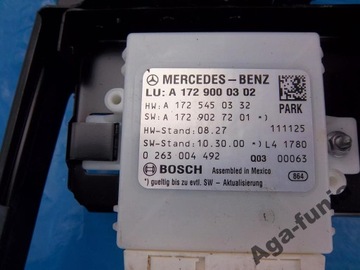 MERCEDES-BENZ
LU: A 172 900 03 02
HW: A 172 545 03 32
PARK
SW: A 172 902 72 01 *)
HW-Stand: 08.27 111125
SW-Stand: 10.30.00 *) L4 1780
0 263 004 492 Q03 00063
BOSCH Assembled in Mexico
*) gueltig bis zu evtl. SW - Aktualisierung 864
Aga-funi